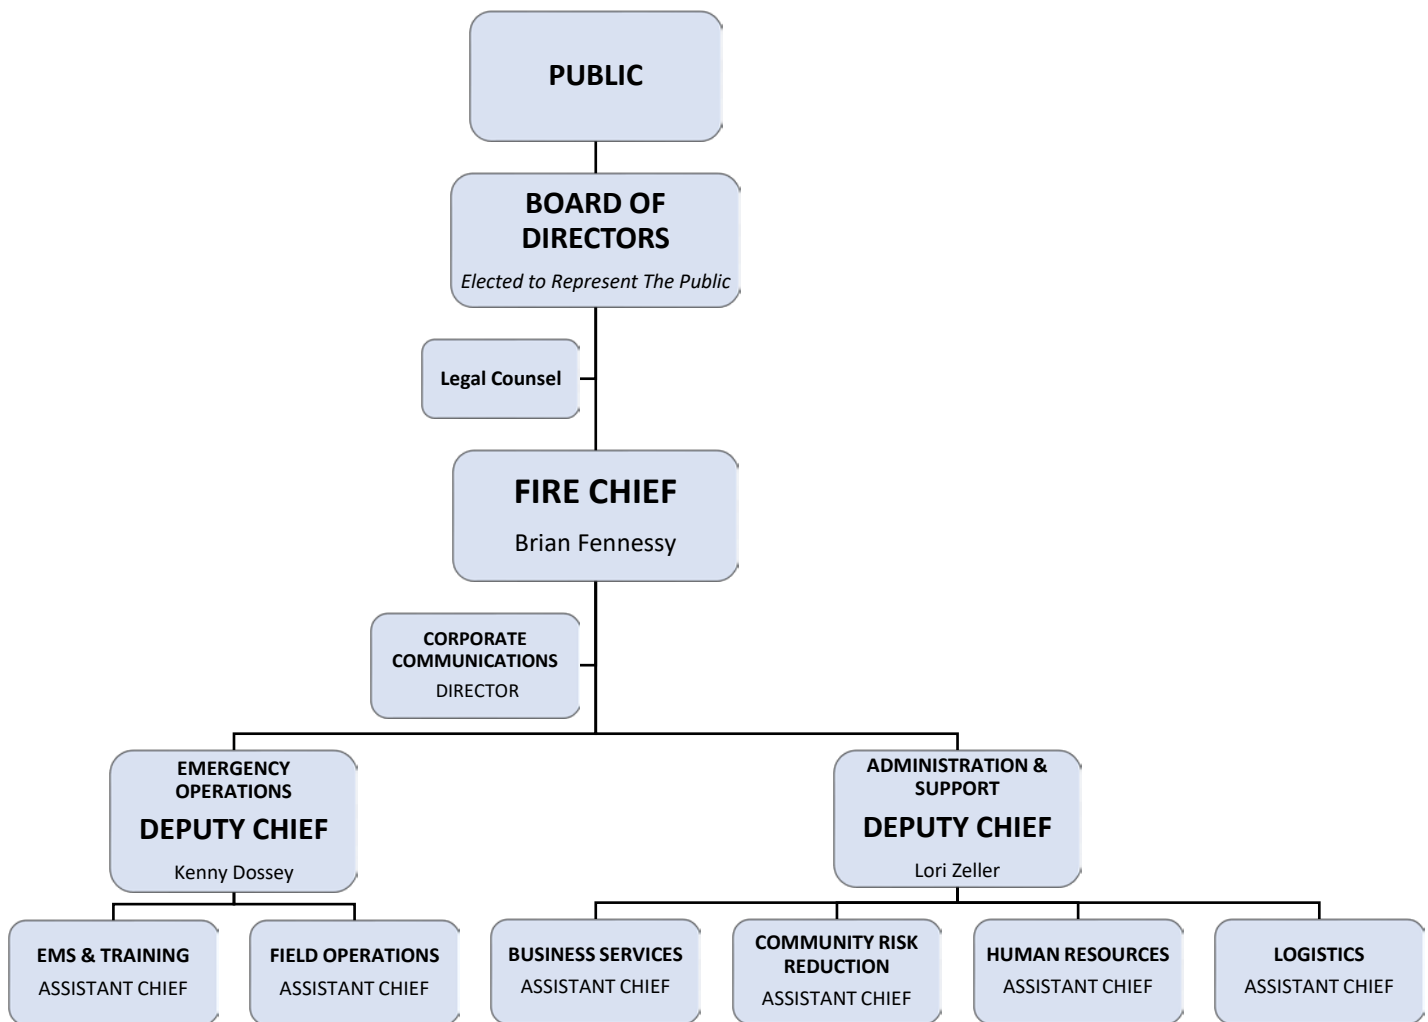 PUBLIC
BOARD OF
DIRECTORS
Elected to Represent The Public
Legal Counsel
FIRE CHIEF
Brian Fennessy
CORPORATE
COMMUNICATIONS
DIRECTOR
EMERGENCY
OPERATIONS
DEPUTY CHIEF
Kenny Dossey
ADMINISTRATION &
SUPPORT
DEPUTY CHIEF
Lori Zeller
EMS & TRAINING
ASSISTANT CHIEF
FIELD OPERATIONS
ASSISTANT CHIEF
BUSINESS SERVICES
ASSISTANT CHIEF
COMMUNITY RISK
REDUCTION
ASSISTANT CHIEF
HUMAN RESOURCES
ASSISTANT CHIEF
LOGISTICS
ASSISTANT CHIEF